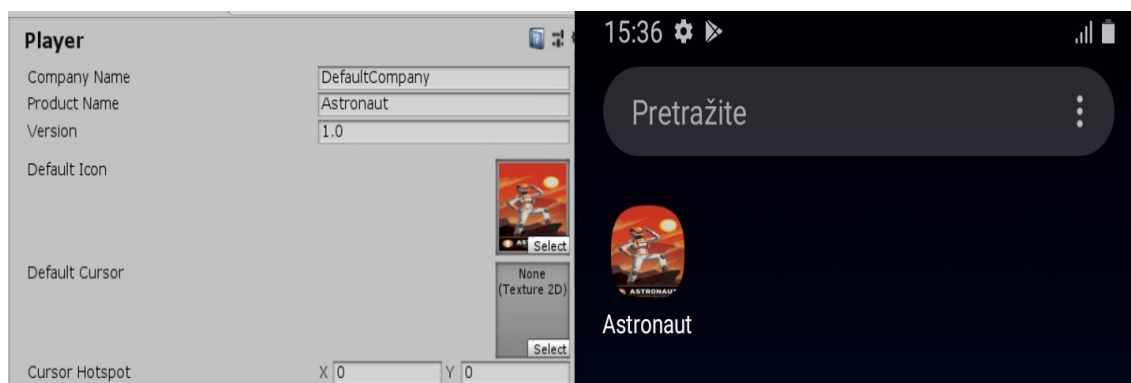 Player
Company Name DefaultCompany
Product Name Astronaut
Version 1.0
Default Icon
Select
Default Cursor
None
(Texture 2D)
Select
Cursor Hotspot X 0 Y 0
15:36
Pretražite
ASTRONAUT
Astronaut